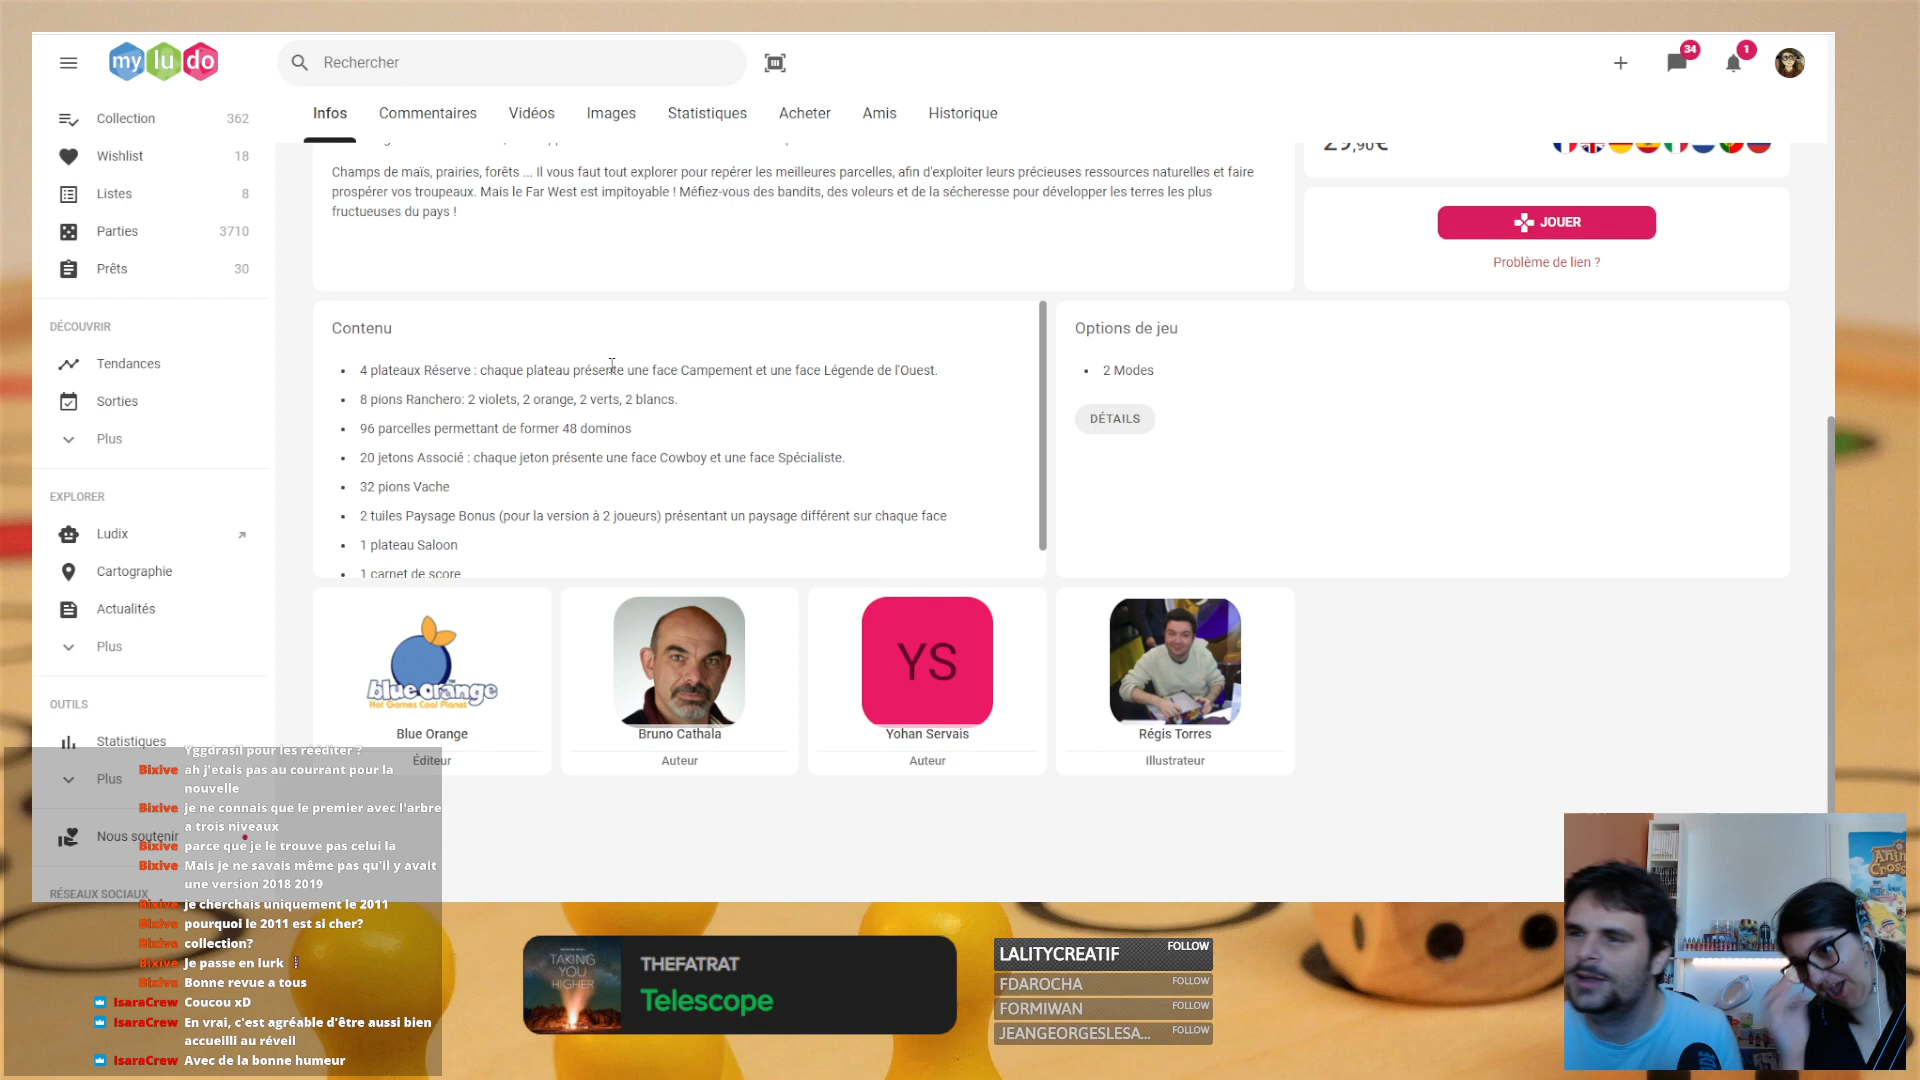 my lu do
Rechercher
34
1
Collection 362
Wishlist 18
Listes 8
Parties 3710
Prêts 30
DÉCOUVRIR
Tendances
Sorties
Plus
EXPLORER
Ludix
Cartographie
Actualités
Plus
OUTILS
Statistiques
Plus
Nous soutenir
RÉSEAUX SOCIAUX
Infos Commentaires Vidéos Images Statistiques Acheter Amis Historique
Champs de maïs, prairies, forêts ... Il vous faut tout explorer pour repérer les meilleures parcelles, afin d'exploiter leurs précieuses ressources naturelles et faire
prospérer vos troupeaux. Mais le Far West est impitoyable ! Méfiez-vous des bandits, des voleurs et de la sécheresse pour développer les terres les plus
fructueuses du pays !
29,90€
JOUER
Problème de lien ?
Contenu
4 plateaux Réserve : chaque plateau présente une face Campement et une face Légende de l'Ouest.
8 pions Ranchero: 2 violets, 2 orange, 2 verts, 2 blancs.
96 parcelles permettant de former 48 dominos
20 jetons Associé : chaque jeton présente une face Cowboy et une face Spécialiste.
32 pions Vache
2 tuiles Paysage Bonus (pour la version à 2 joueurs) présentant un paysage différent sur chaque face
1 plateau Saloon
1 carnet de score
Options de jeu
2 Modes
DÉTAILS
blue orange
Hot Games Cool Planet
Blue Orange
Éditeur
Bruno Cathala
Auteur
YS
Yohan Servais
Auteur
Régis Torres
Illustrateur
Yggdrasil pour les rééditer ?
Bixive ah j'etais pas au courrant pour la
nouvelle
Bixive je ne connais que le premier avec l'arbre
a trois niveaux
Bixive parce que je le trouve pas celui la
Bixive Mais je ne savais même pas qu'il y avait
une version 2018 2019
Bixive je cherchais uniquement le 2011
Bixive pourquoi le 2011 est si cher?
Bixive collection?
Bixive Je passe en lurk
Bixive Bonne revue a tous
IsaraCrew Coucou xD
IsaraCrew En vrai, c'est agréable d'être aussi bien
accueilli au réveil
IsaraCrew Avec de la bonne humeur
TAKING
YOU
HIGHER
THEFATRAT
Telescope
LALITYCREATIF FOLLOW
FDAROCHA FOLLOW
FORMIWAN FOLLOW
JEANGEORGESLESA... FOLLOW